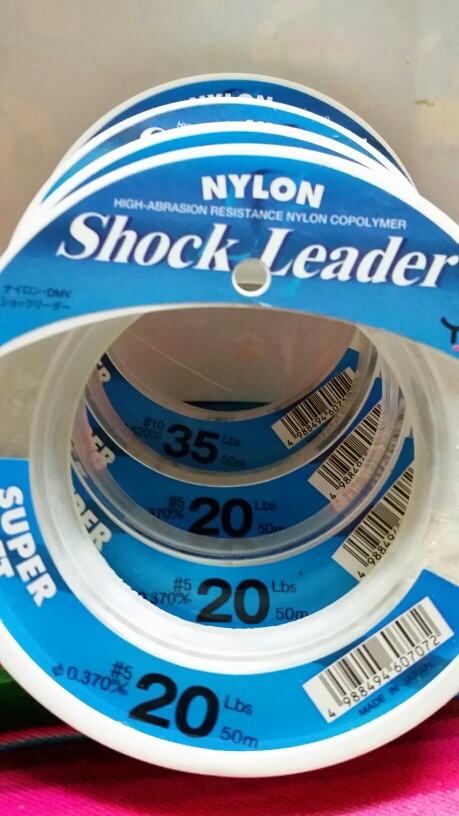 NYLON
NYLON
HIGH-ABRASION RESISTANCE NYLON COPOLYMER
Shock Leader
ナイロン・DMV
ショックリーダー
#10
35 Lbs
50m
#5
20 Lbs
50m
#5
0.370%
20 Lbs
50m
SUPER
#5
φ0.370%
20 Lbs
50m
4 988494 607072
MADE IN JAPAN